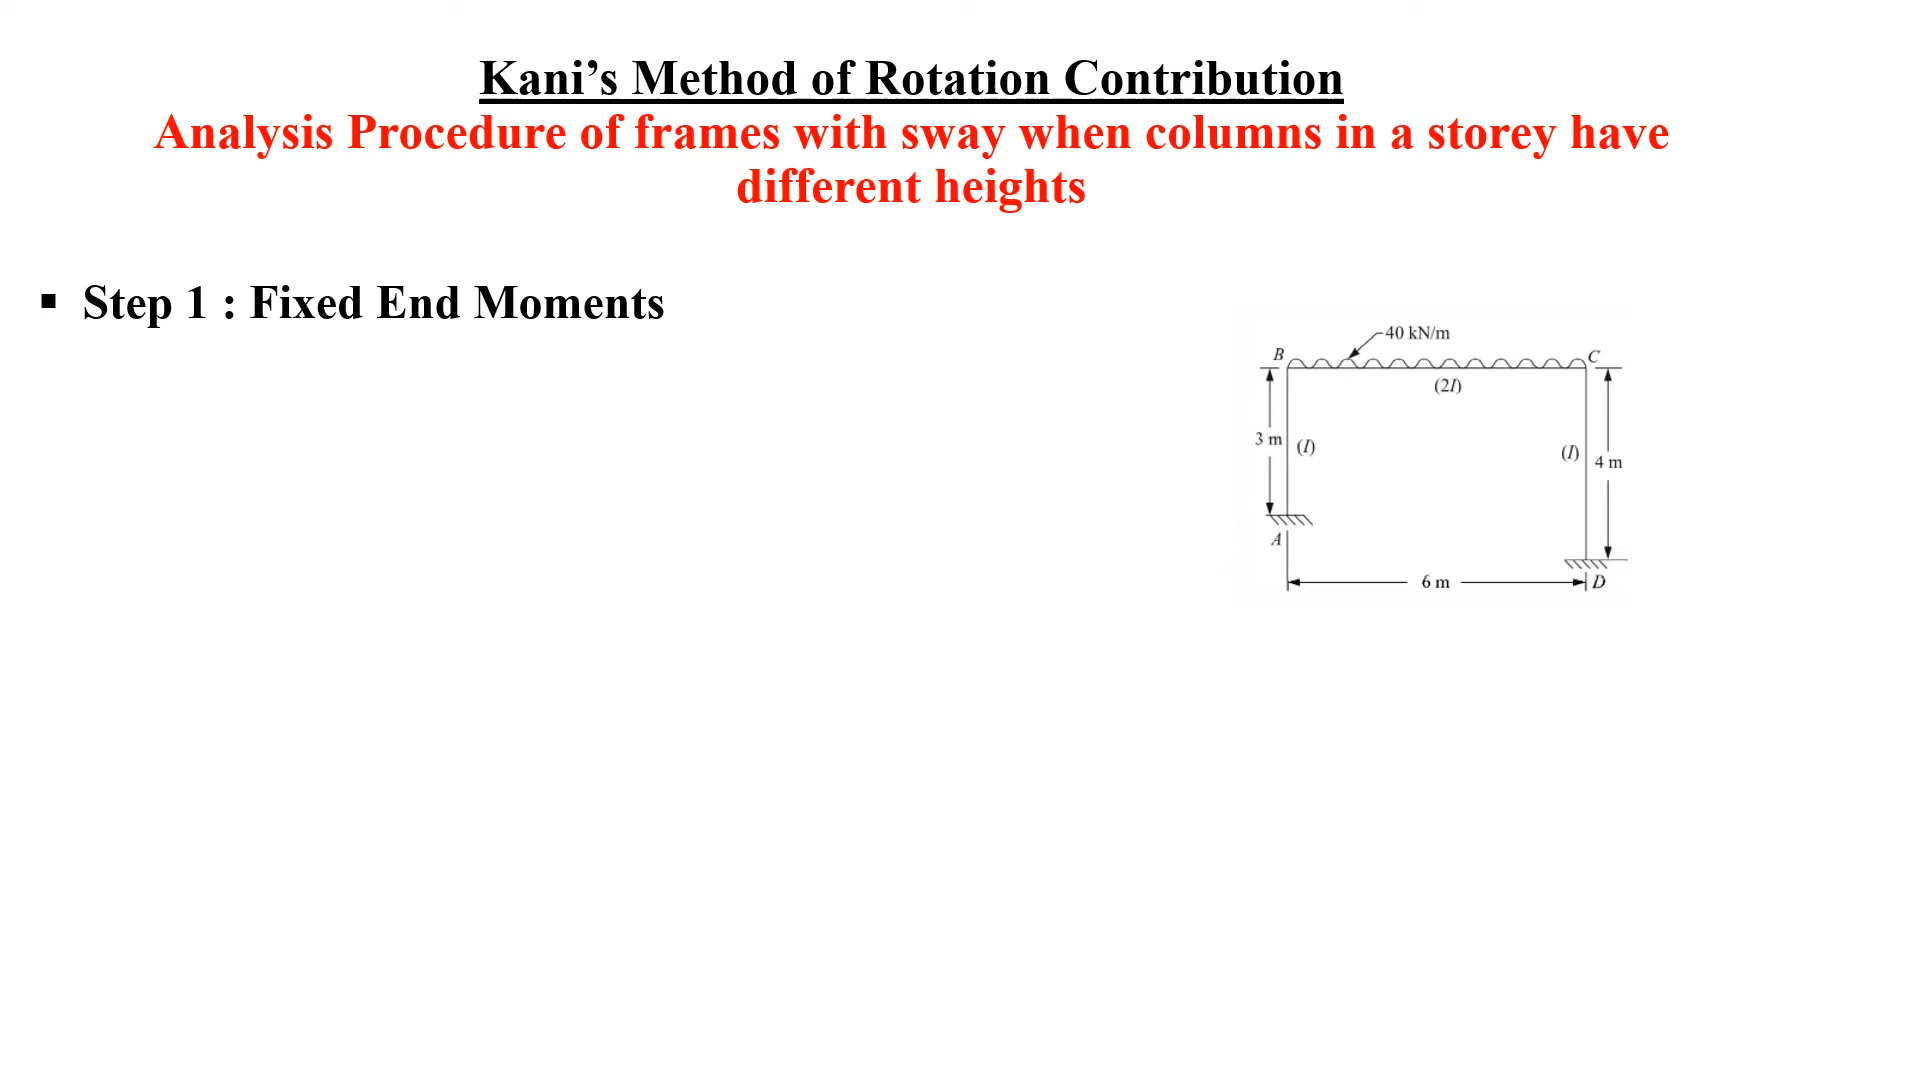 Kani’s Method of Rotation Contribution
Analysis Procedure of frames with sway when columns in a storey have
different heights
▪ Step 1 : Fixed End Moments
40 kN/m
B
C
(2I)
3 m
(I)
(I)
4 m
A
6 m
D